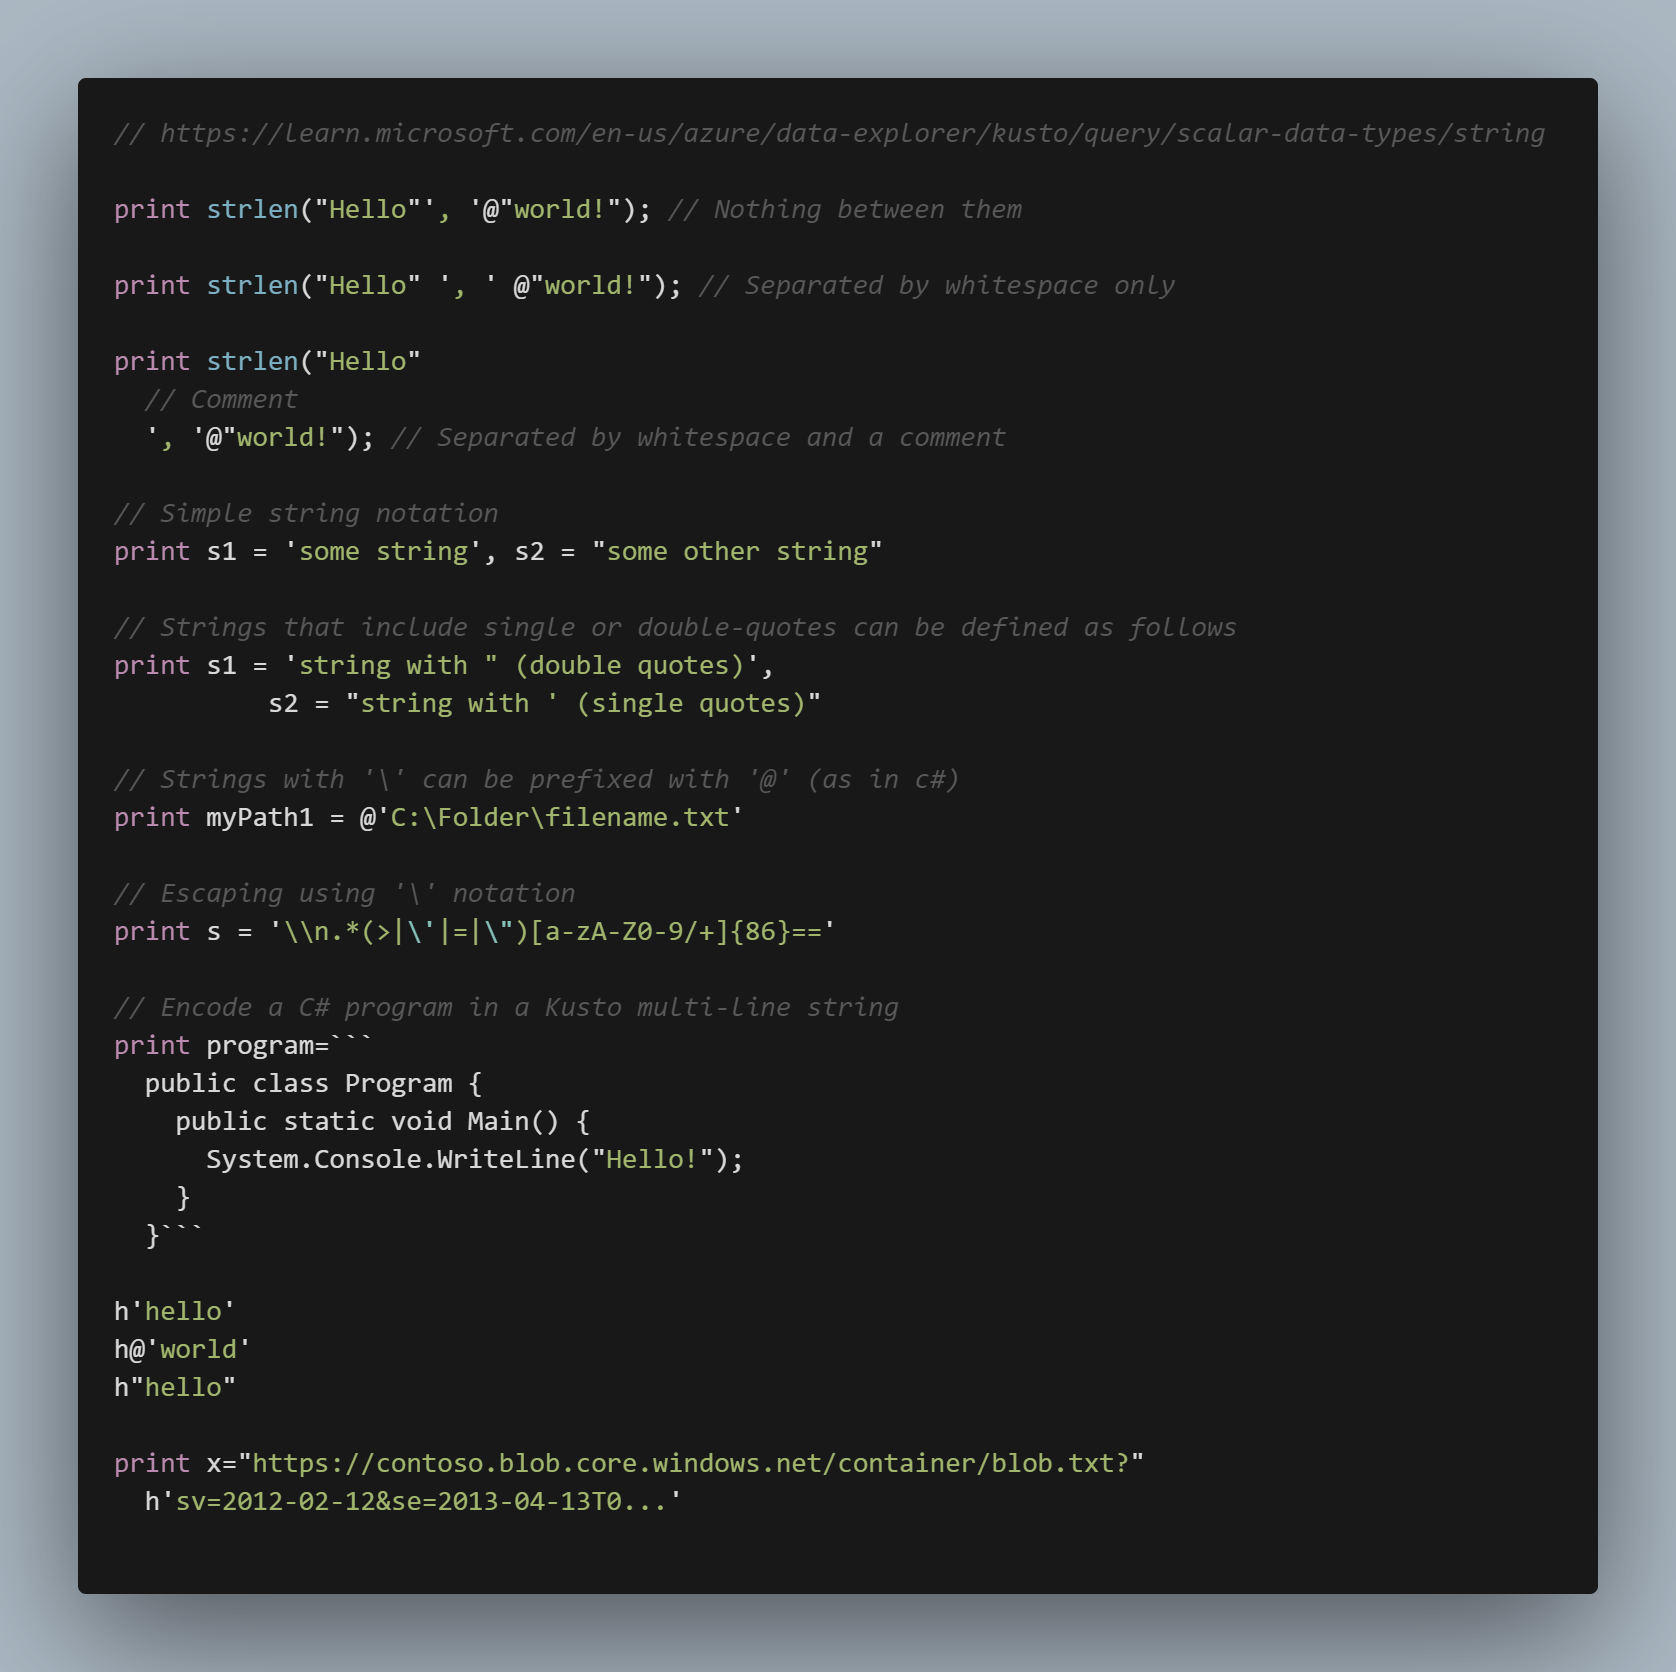 // https://learn.microsoft.com/en-us/azure/data-explorer/kusto/query/scalar-data-types/string

print strlen("Hello"', '@"world!"); // Nothing between them

print strlen("Hello" ', ' @"world!"); // Separated by whitespace only

print strlen("Hello"
  // Comment
  ', '@"world!"); // Separated by whitespace and a comment

// Simple string notation
print s1 = 'some string', s2 = "some other string"

// Strings that include single or double-quotes can be defined as follows
print s1 = 'string with " (double quotes)',
          s2 = "string with ' (single quotes)"

// Strings with '\' can be prefixed with '@' (as in c#)
print myPath1 = @'C:\Folder\filename.txt'

// Escaping using '\' notation
print s = '\\n.*(>|\'|=|\")[a-zA-Z0-9/+]{86}=='

// Encode a C# program in a Kusto multi-line string
print program=```
  public class Program {
    public static void Main() {
      System.Console.WriteLine("Hello!");
    }
  }```

h'hello'
h@'world'
h"hello"

print x="https://contoso.blob.core.windows.net/container/blob.txt?"
  h'sv=2012-02-12&se=2013-04-13T0...'